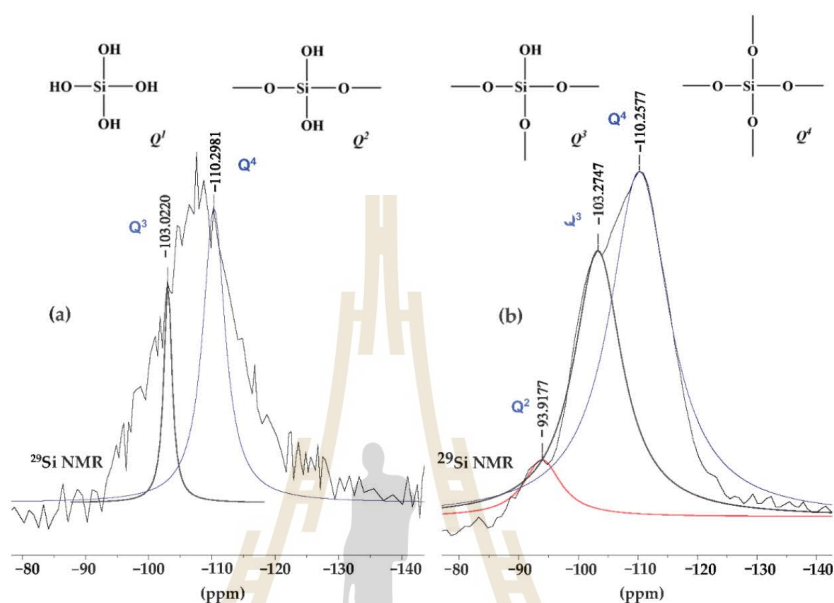 OH
HO Si OH
OH
Q¹
OH
O Si O
OH
Q²
OH
O Si O
O
Q³
O
O Si O
O
Q⁴
(a)
Q³
−103.0220
Q⁴
−110.2981
²⁹Si NMR
−80 −90 −100 −110 −120 −130 −140
(ppm)
(b)
Q²
−93.9177
³
−103.2747
Q⁴
−110.2577
²⁹Si NMR
−80 −90 −100 −110 −120 −130 −140
(ppm)